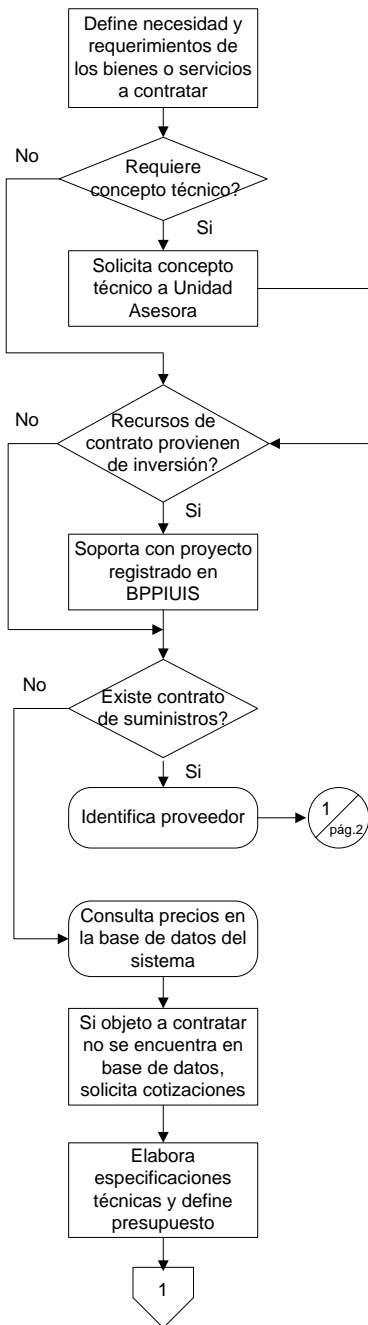 Define necesidad y
requerimientos de
los bienes o servicios
a contratar
No
Requiere
concepto técnico?
Si
Solicita concepto
técnico a Unidad
Asesora
No
Recursos de
contrato provienen
de inversión?
Si
Soporta con proyecto
registrado en
BPPIUIS
No
Existe contrato
de suministros?
Si
Identifica proveedor
1
pág.2
Consulta precios en
la base de datos del
sistema
Si objeto a contratar
no se encuentra en
base de datos,
solicita cotizaciones
Elabora
especificaciones
técnicas y define
presupuesto
1